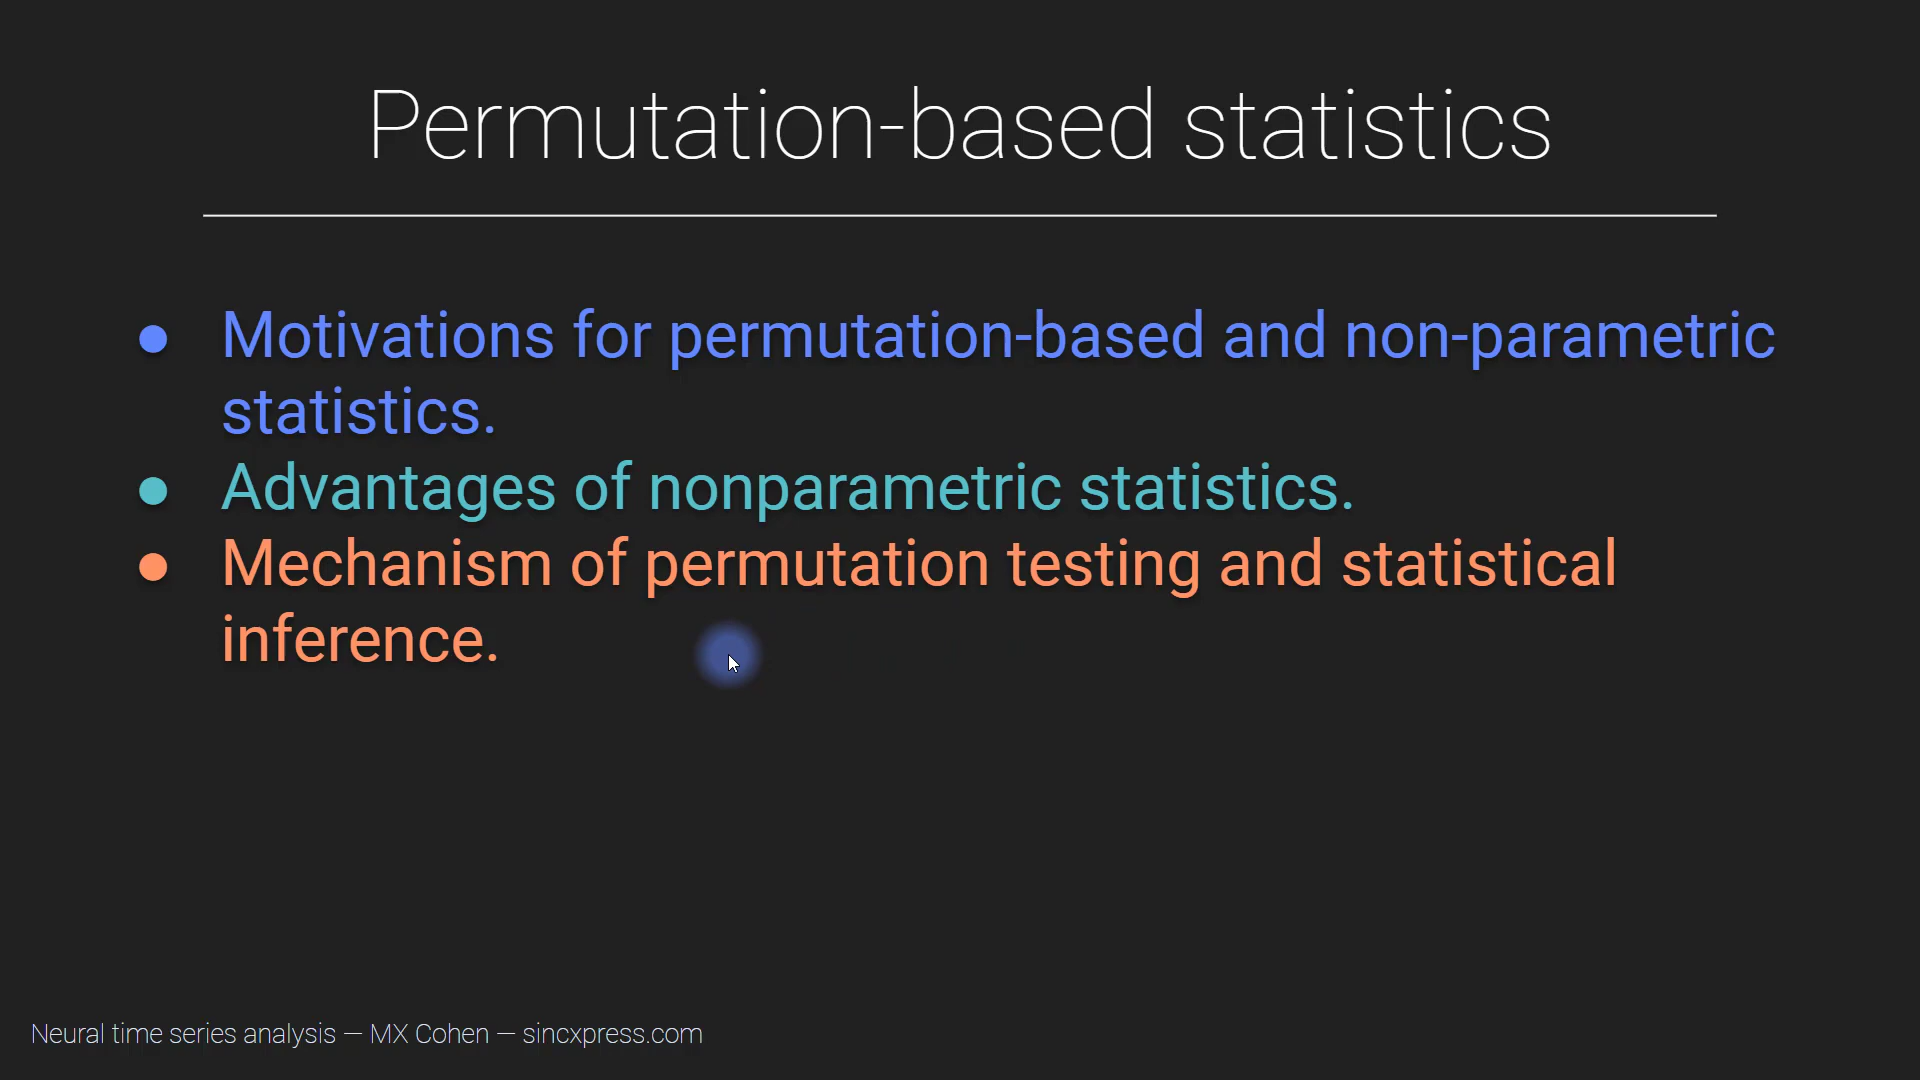 Permutation-based statistics
● Motivations for permutation-based and non-parametric
statistics.
● Advantages of nonparametric statistics.
● Mechanism of permutation testing and statistical
inference.
Neural time series analysis — MX Cohen — sincxpress.com